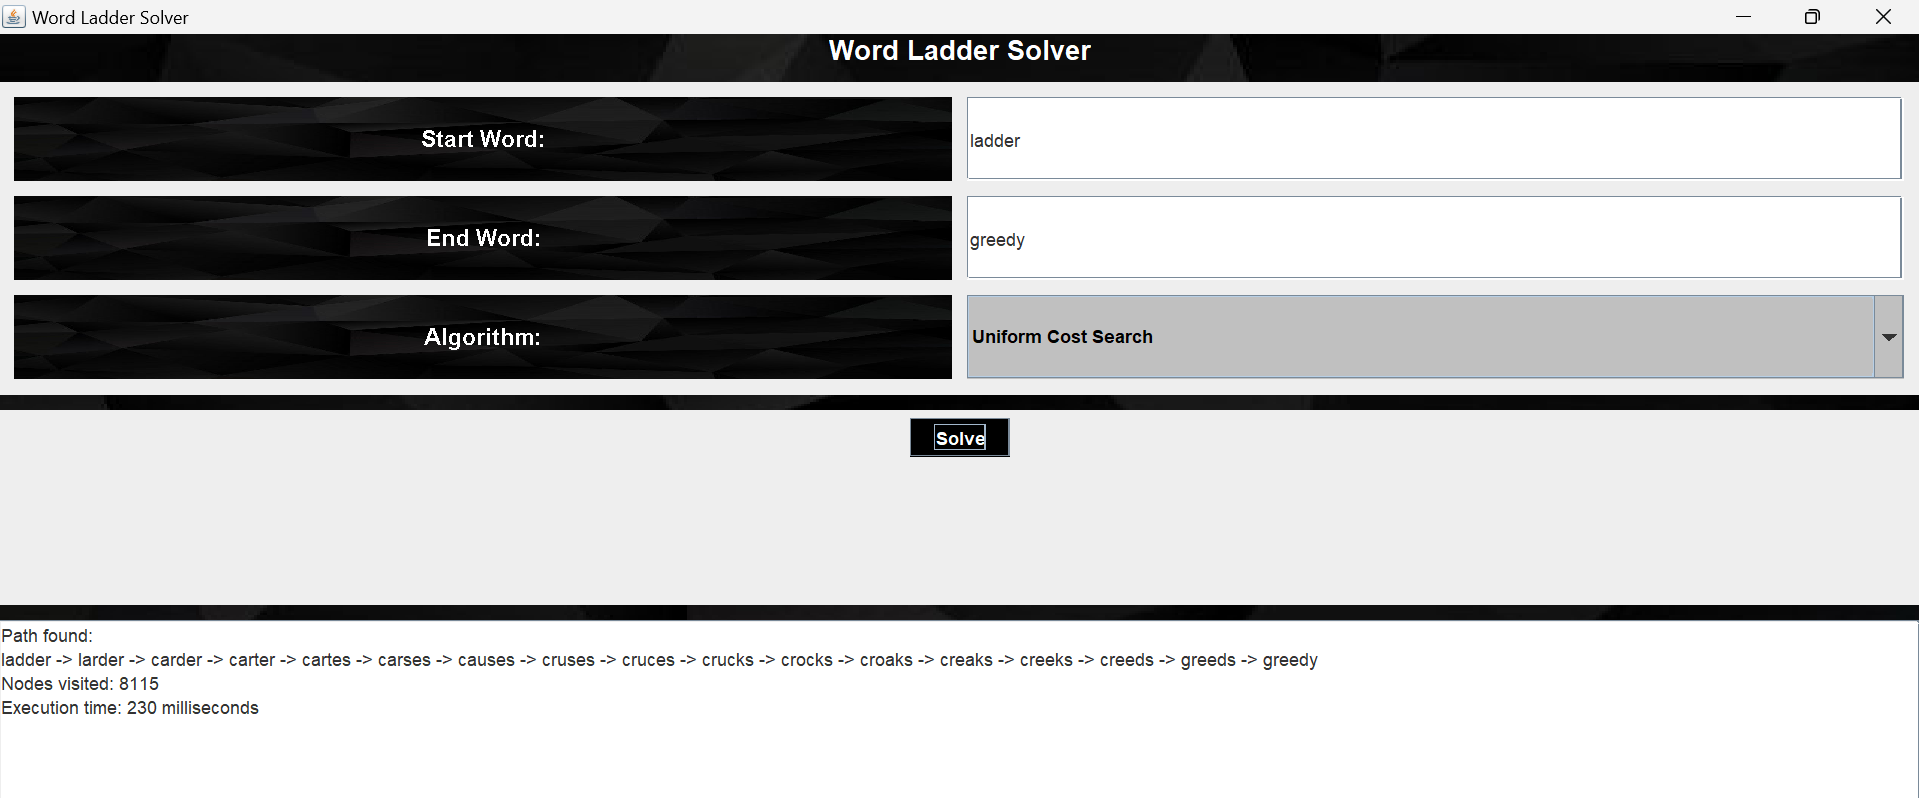 Word Ladder Solver
Word Ladder Solver
Start Word:
ladder
End Word:
greedy
Algorithm:
Uniform Cost Search
Solve
Path found:
ladder -> larder -> carder -> carter -> cartes -> carses -> causes -> cruses -> cruces -> crucks -> crocks -> croaks -> creaks -> creeks -> creeds -> greeds -> greedy
Nodes visited: 8115
Execution time: 230 milliseconds